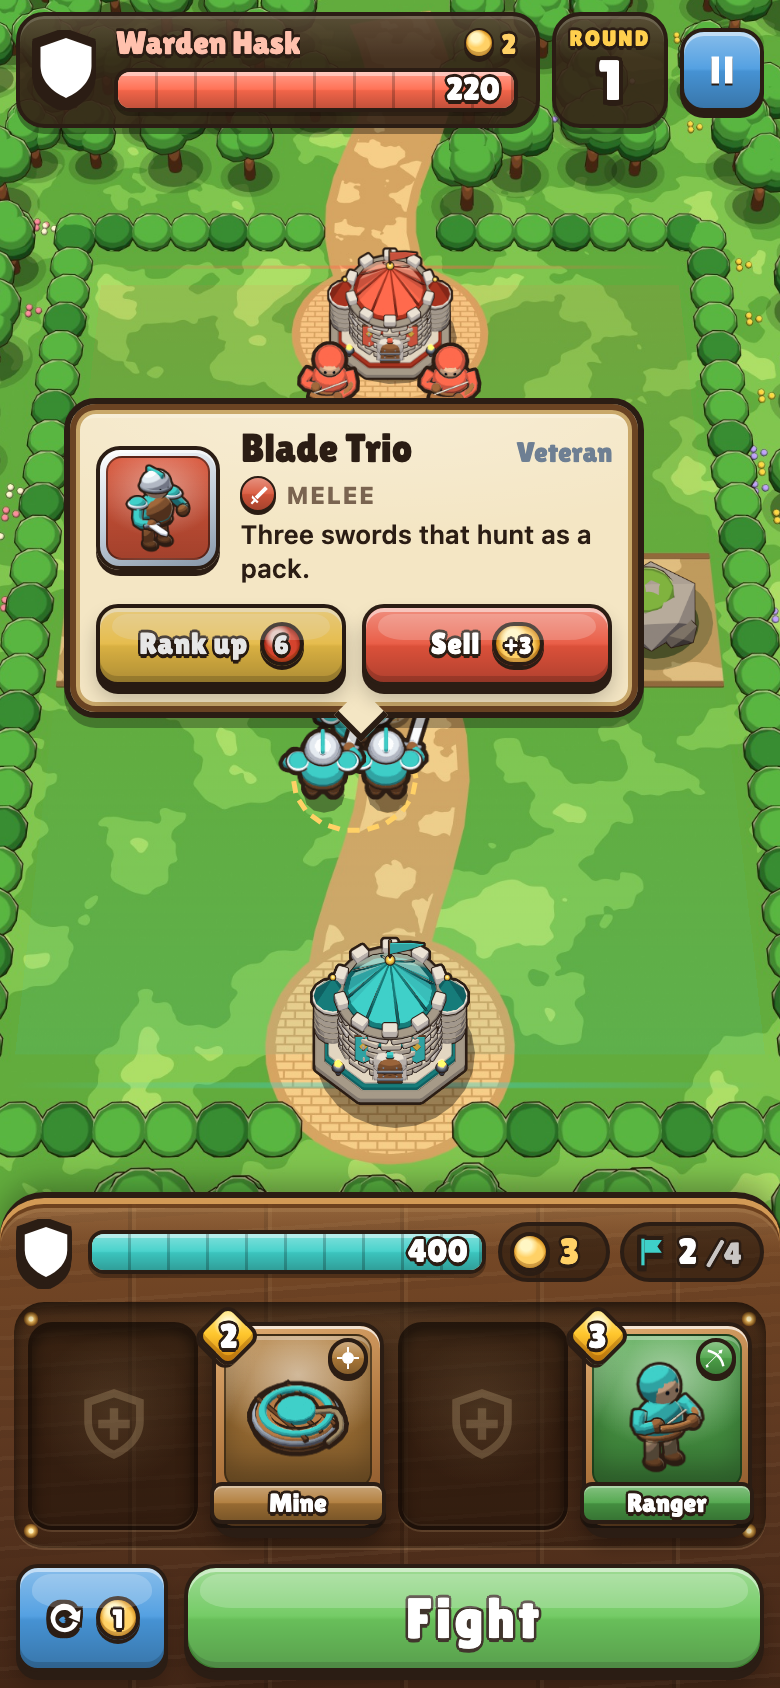 Warden Hask
2
220
ROUND
1
Blade Trio
Veteran
MELEE
Three swords that hunt as a
pack.
Rank up 6
Sell +3
400
3
2 /4
2
Mine
3
Ranger
1
Fight